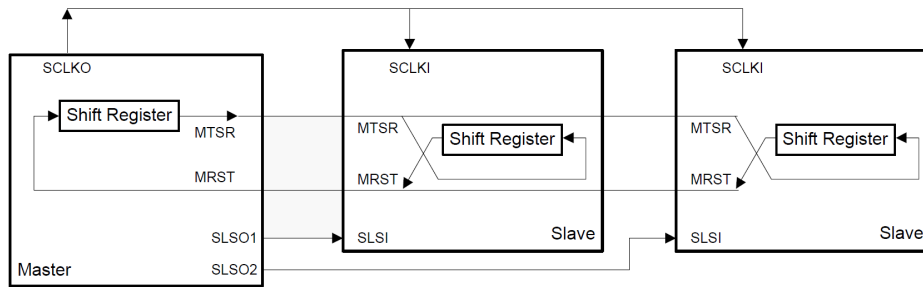 SCLKO
SCLKI
SCLKI
Shift Register
MTSR
MTSR
Shift Register
MTSR
Shift Register
MRST
MRST
MRST
SLSO1
SLSI
Slave
SLSI
Slave
Master
SLSO2